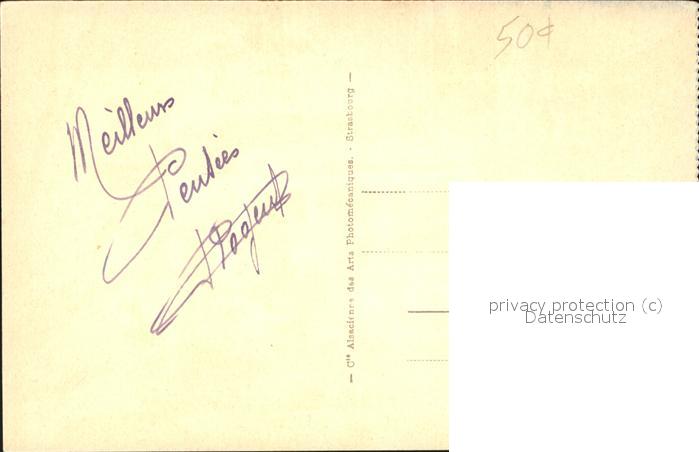 50¢
Meilleurs
Pensées
— Cie Alsacienne des Arts Photomécaniques. - Strasbourg —
privacy protection (c)
Datenschutz